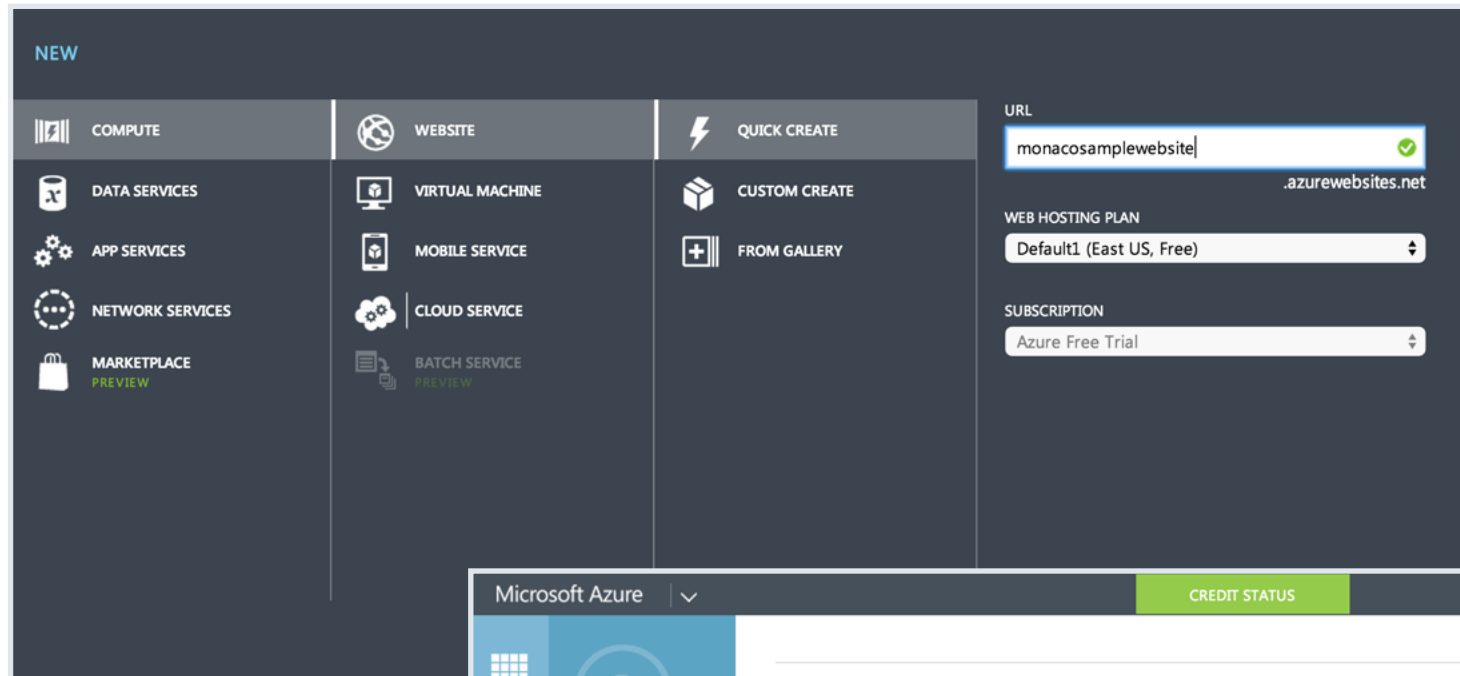 NEW
COMPUTE
DATA SERVICES
APP SERVICES
NETWORK SERVICES
MARKETPLACE
PREVIEW
WEBSITE
VIRTUAL MACHINE
MOBILE SERVICE
CLOUD SERVICE
BATCH SERVICE
PREVIEW
QUICK CREATE
CUSTOM CREATE
FROM GALLERY
URL
monacosamplewebsite
.azurewebsites.net
WEB HOSTING PLAN
Default1 (East US, Free)
SUBSCRIPTION
Azure Free Trial
Microsoft Azure
CREDIT STATUS